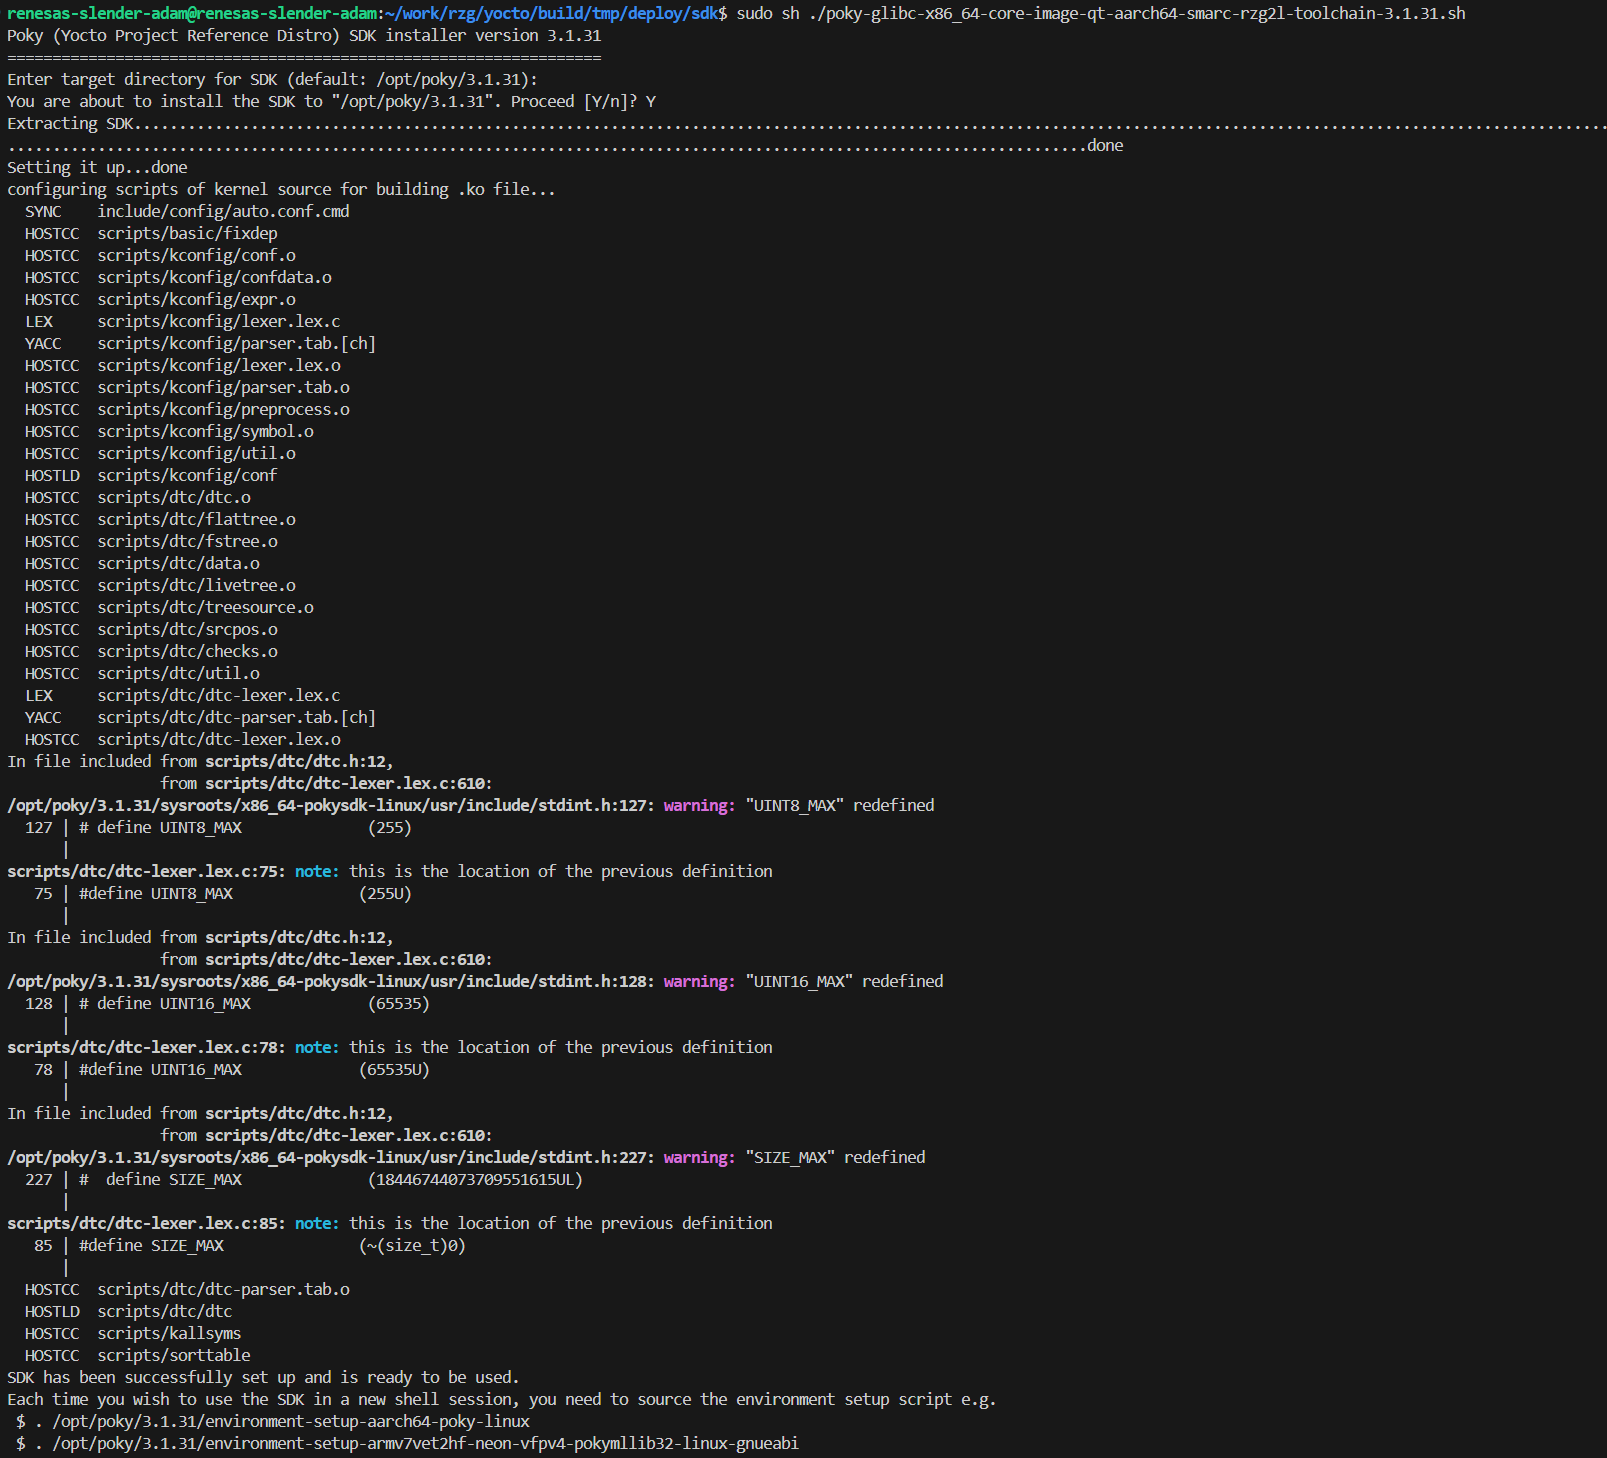 renesas-slender-adam@renesas-slender-adam:~/work/rzg/yocto/build/tmp/deploy/sdk$ sudo sh ./poky-glibc-x86_64-core-image-qt-aarch64-smarc-rzg2l-toolchain-3.1.31.sh
Poky (Yocto Project Reference Distro) SDK installer version 3.1.31
==================================================================
Enter target directory for SDK (default: /opt/poky/3.1.31):
You are about to install the SDK to "/opt/poky/3.1.31". Proceed [Y/n]? Y
Extracting SDK....................................................................................................................................................................
........................................................................................................................done
Setting it up...done
configuring scripts of kernel source for building .ko file...
  SYNC    include/config/auto.conf.cmd
  HOSTCC  scripts/basic/fixdep
  HOSTCC  scripts/kconfig/conf.o
  HOSTCC  scripts/kconfig/confdata.o
  HOSTCC  scripts/kconfig/expr.o
  LEX     scripts/kconfig/lexer.lex.c
  YACC    scripts/kconfig/parser.tab.[ch]
  HOSTCC  scripts/kconfig/lexer.lex.o
  HOSTCC  scripts/kconfig/parser.tab.o
  HOSTCC  scripts/kconfig/preprocess.o
  HOSTCC  scripts/kconfig/symbol.o
  HOSTCC  scripts/kconfig/util.o
  HOSTLD  scripts/kconfig/conf
  HOSTCC  scripts/dtc/dtc.o
  HOSTCC  scripts/dtc/flattree.o
  HOSTCC  scripts/dtc/fstree.o
  HOSTCC  scripts/dtc/data.o
  HOSTCC  scripts/dtc/livetree.o
  HOSTCC  scripts/dtc/treesource.o
  HOSTCC  scripts/dtc/srcpos.o
  HOSTCC  scripts/dtc/checks.o
  HOSTCC  scripts/dtc/util.o
  LEX     scripts/dtc/dtc-lexer.lex.c
  YACC    scripts/dtc/dtc-parser.tab.[ch]
  HOSTCC  scripts/dtc/dtc-lexer.lex.o
In file included from scripts/dtc/dtc.h:12,
                 from scripts/dtc/dtc-lexer.lex.c:610:
/opt/poky/3.1.31/sysroots/x86_64-pokysdk-linux/usr/include/stdint.h:127: warning: "UINT8_MAX" redefined
  127 | # define UINT8_MAX              (255)
      |
scripts/dtc/dtc-lexer.lex.c:75: note: this is the location of the previous definition
   75 | #define UINT8_MAX              (255U)
      |
In file included from scripts/dtc/dtc.h:12,
                 from scripts/dtc/dtc-lexer.lex.c:610:
/opt/poky/3.1.31/sysroots/x86_64-pokysdk-linux/usr/include/stdint.h:128: warning: "UINT16_MAX" redefined
  128 | # define UINT16_MAX             (65535)
      |
scripts/dtc/dtc-lexer.lex.c:78: note: this is the location of the previous definition
   78 | #define UINT16_MAX             (65535U)
      |
In file included from scripts/dtc/dtc.h:12,
                 from scripts/dtc/dtc-lexer.lex.c:610:
/opt/poky/3.1.31/sysroots/x86_64-pokysdk-linux/usr/include/stdint.h:227: warning: "SIZE_MAX" redefined
  227 | #  define SIZE_MAX              (18446744073709551615UL)
      |
scripts/dtc/dtc-lexer.lex.c:85: note: this is the location of the previous definition
   85 | #define SIZE_MAX               (~(size_t)0)
      |
  HOSTCC  scripts/dtc/dtc-parser.tab.o
  HOSTLD  scripts/dtc/dtc
  HOSTCC  scripts/kallsyms
  HOSTCC  scripts/sorttable
SDK has been successfully set up and is ready to be used.
Each time you wish to use the SDK in a new shell session, you need to source the environment setup script e.g.
 $ . /opt/poky/3.1.31/environment-setup-aarch64-poky-linux
 $ . /opt/poky/3.1.31/environment-setup-armv7vet2hf-neon-vfpv4-pokymllib32-linux-gnueabi